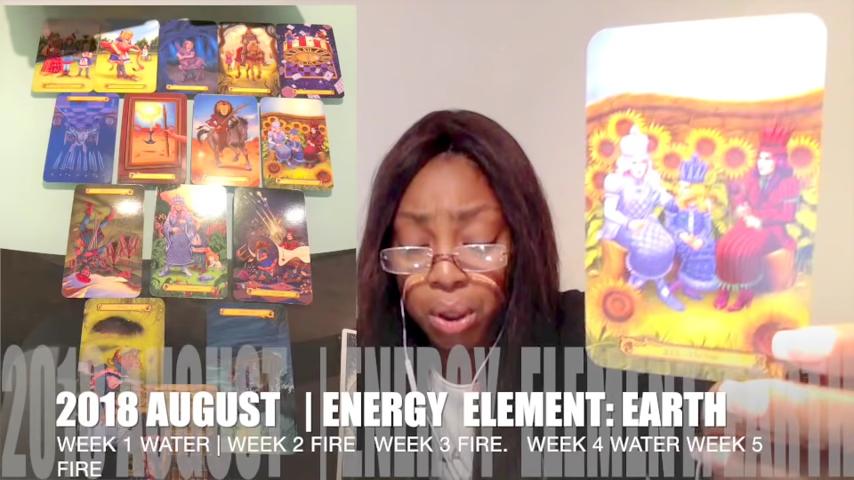 2018 AUGUST | ENERGY ELEMENT: EARTH
WEEK 1 WATER | WEEK 2 FIRE WEEK 3 FIRE. WEEK 4 WATER WEEK 5
FIRE